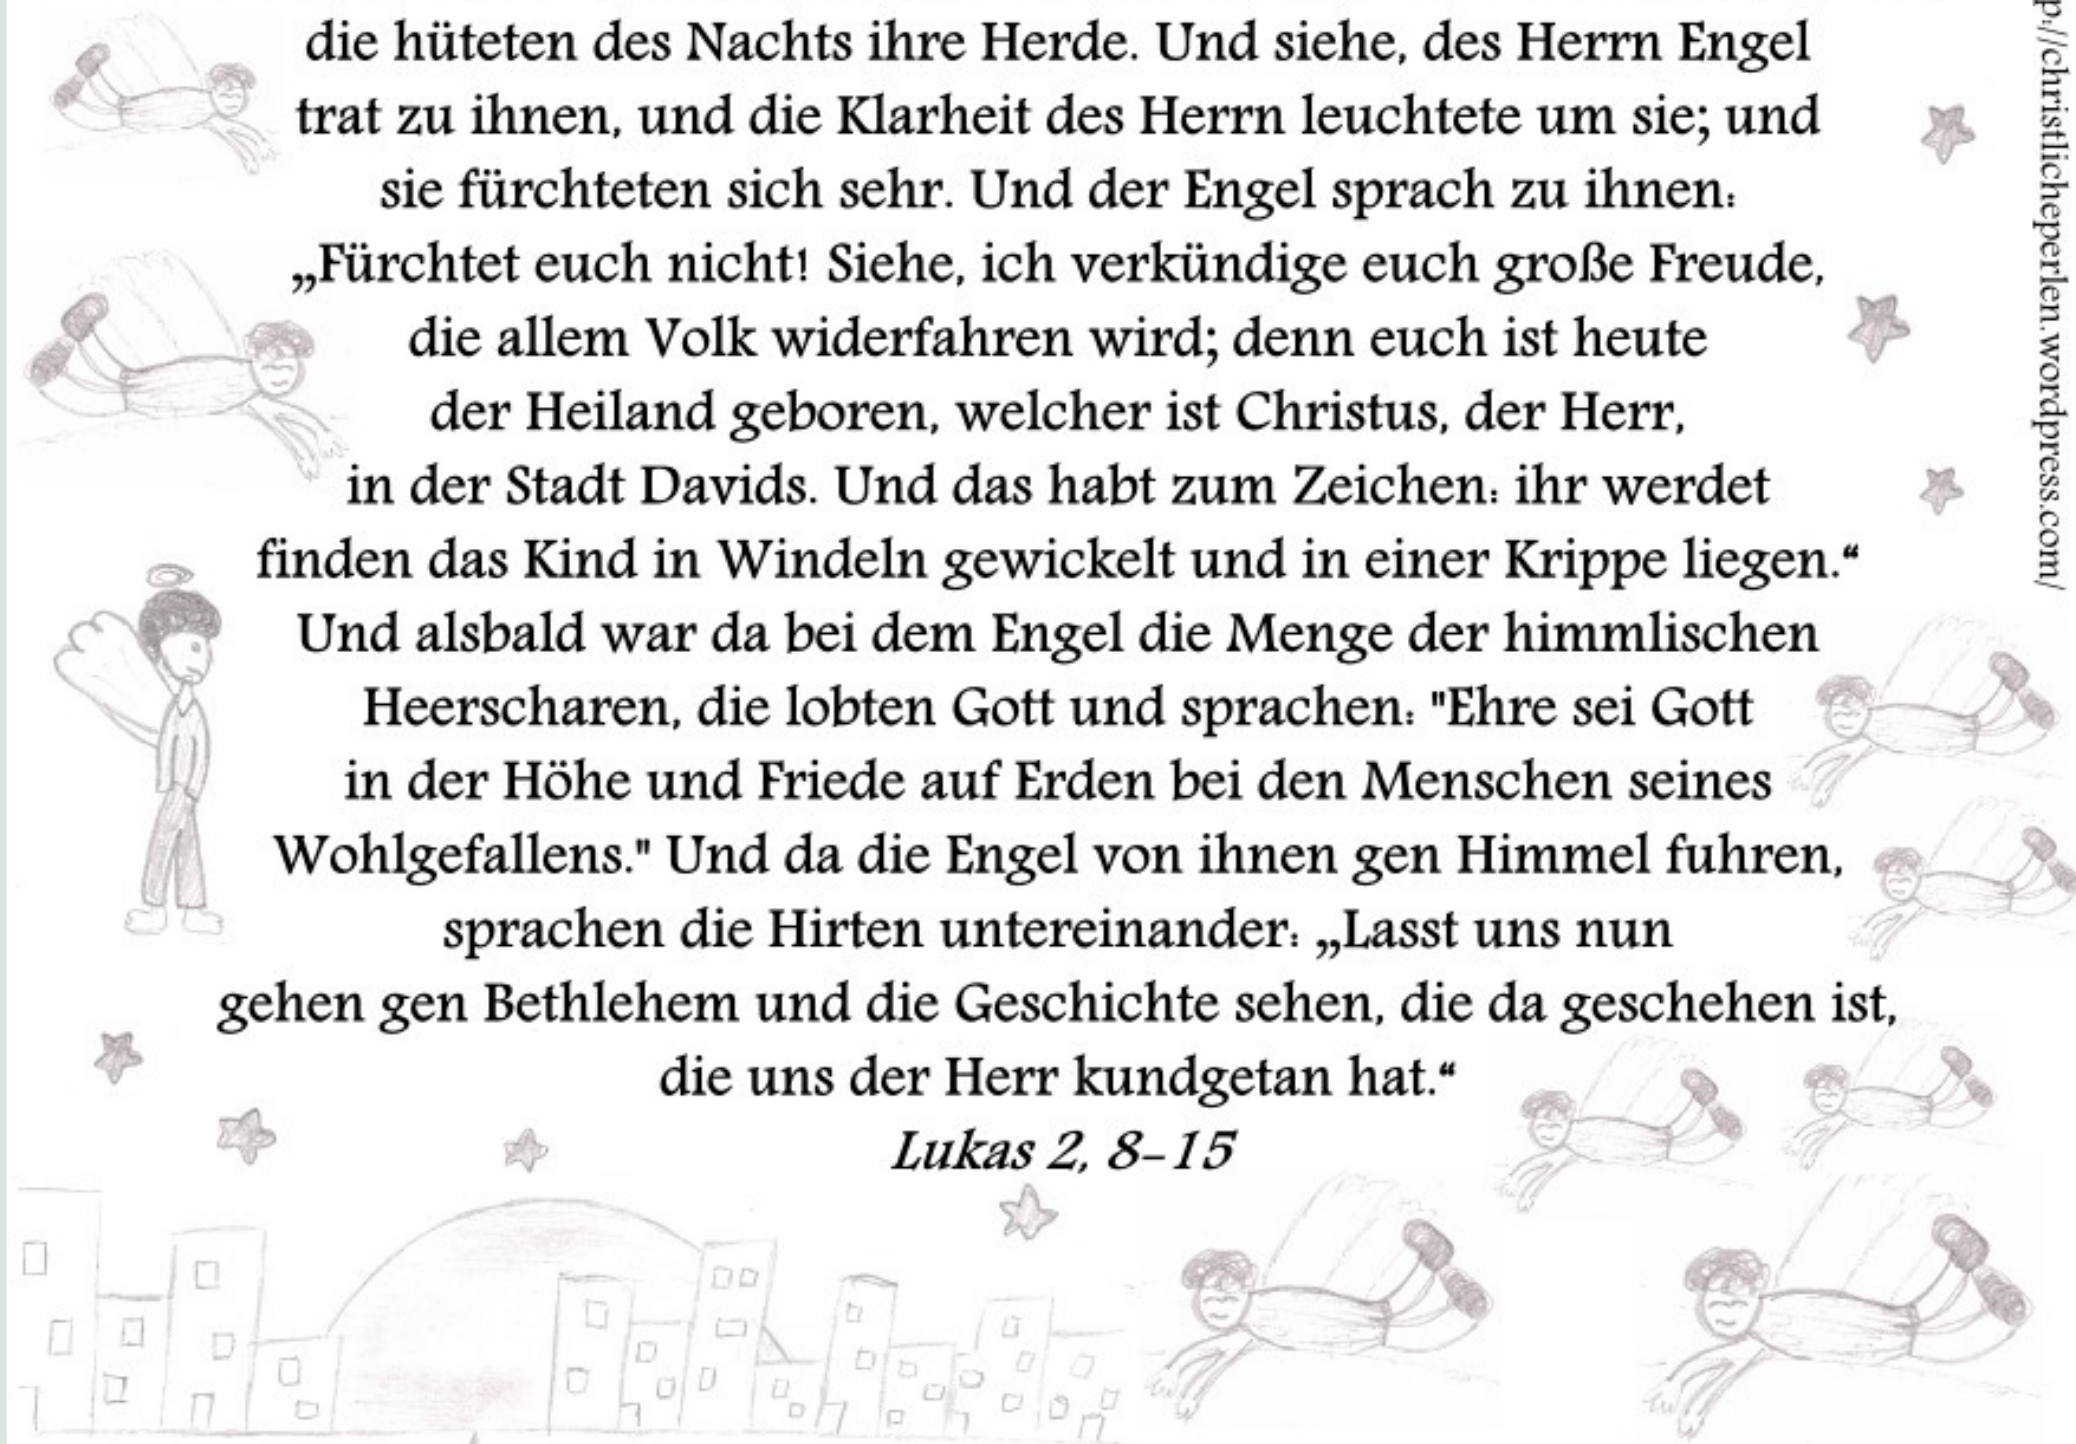 die hüteten des Nachts ihre Herde. Und siehe, des Herrn Engel
trat zu ihnen, und die Klarheit des Herrn leuchtete um sie; und
sie fürchteten sich sehr. Und der Engel sprach zu ihnen:
„Fürchtet euch nicht! Siehe, ich verkündige euch große Freude,
die allem Volk widerfahren wird; denn euch ist heute
der Heiland geboren, welcher ist Christus, der Herr,
in der Stadt Davids. Und das habt zum Zeichen: ihr werdet
finden das Kind in Windeln gewickelt und in einer Krippe liegen.“
Und alsbald war da bei dem Engel die Menge der himmlischen
Heerscharen, die lobten Gott und sprachen: "Ehre sei Gott
in der Höhe und Friede auf Erden bei den Menschen seines
Wohlgefallens." Und da die Engel von ihnen gen Himmel fuhren,
sprachen die Hirten untereinander: „Lasst uns nun
gehen gen Bethlehem und die Geschichte sehen, die da geschehen ist,
die uns der Herr kundgetan hat.“
Lukas 2, 8-15
p://christlicheperlen.wordpress.com/